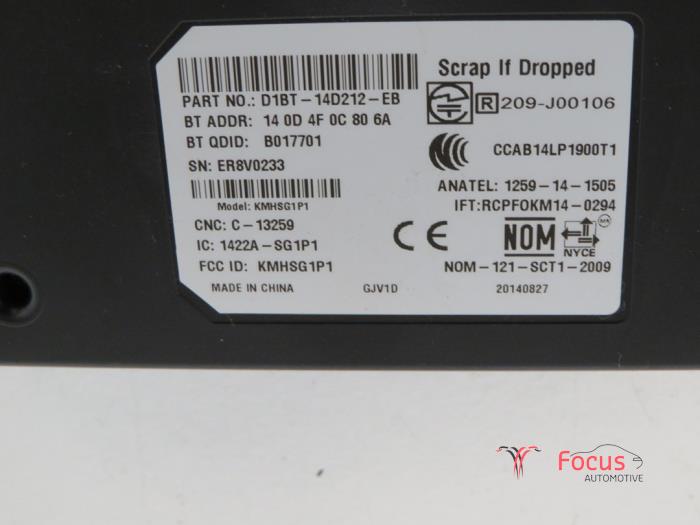 PART NO.: D1BT-14D212-EB
BT ADDR: 14 0D 4F 0C 80 6A
BT QDID: B017701
SN: ER8V0233
Model: KMHSG1P1
CNC: C-13259
IC: 1422A-SG1P1
FCC ID: KMHSG1P1
MADE IN CHINA
GJV1D
Scrap If Dropped
R 209-J00106
CCAB14LP1900T1
ANATEL: 1259-14-1505
IFT:RCPFOKM14-0294
CE
NOM
NYCE
NOM-121-SCT1-2009
20140827
Focus
AUTOMOTIVE